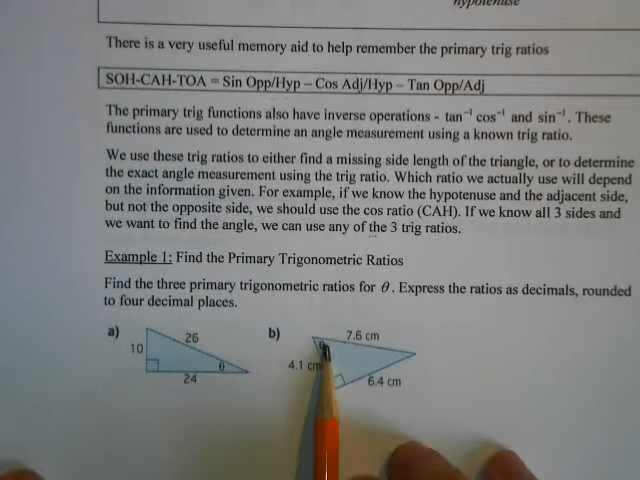 hypotenuse
There is a very useful memory aid to help remember the primary trig ratios
SOH-CAH-TOA = Sin Opp/Hyp – Cos Adj/Hyp – Tan Opp/Adj
The primary trig functions also have inverse operations - tan⁻¹ cos⁻¹ and sin⁻¹. These
functions are used to determine an angle measurement using a known trig ratio.
We use these trig ratios to either find a missing side length of the triangle, or to determine
the exact angle measurement using the trig ratio. Which ratio we actually use will depend
on the information given. For example, if we know the hypotenuse and the adjacent side,
but not the opposite side, we should use the cos ratio (CAH). If we know all 3 sides and
we want to find the angle, we can use any of the 3 trig ratios.
Example 1: Find the Primary Trigonometric Ratios
Find the three primary trigonometric ratios for θ. Express the ratios as decimals, rounded
to four decimal places.
a)
26
10
θ
24
b)
7.6 cm
4.1 cm
6.4 cm